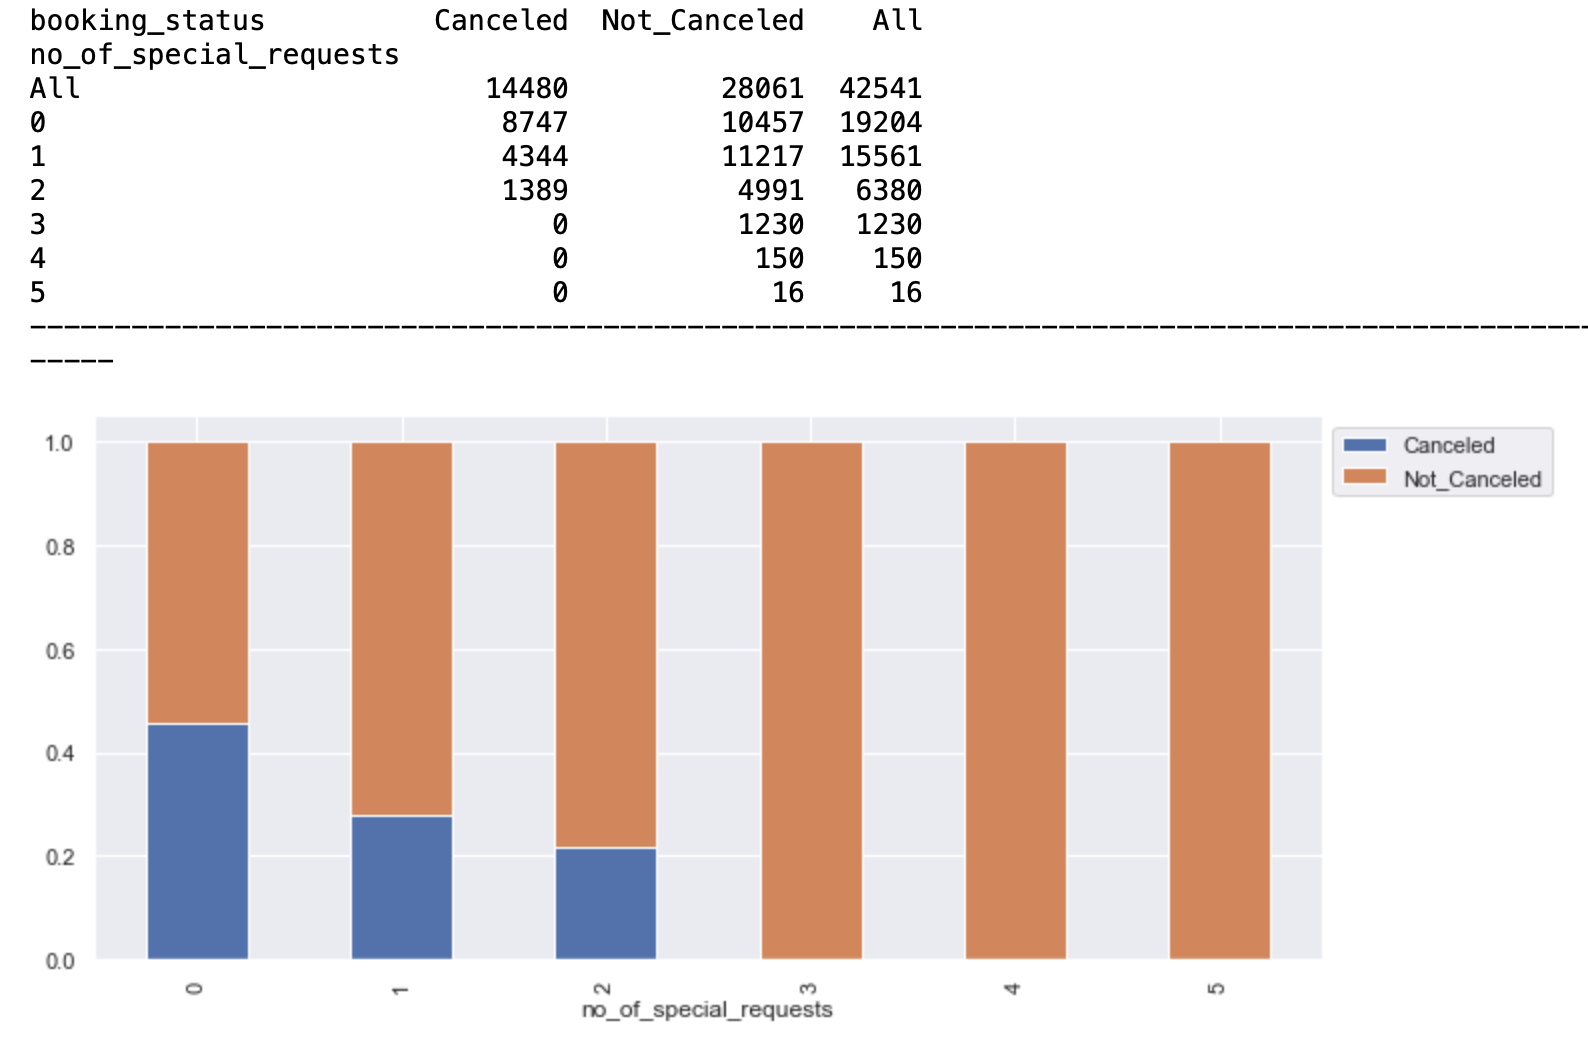 booking_status Canceled Not_Canceled All
no_of_special_requests
All 14480 28061 42541
0 8747 10457 19204
1 4344 11217 15561
2 1389 4991 6380
3 0 1230 1230
4 0 150 150
5 0 16 16
------------------------------------------------------------------------------------------
-----
1.0
0.8
0.6
0.4
0.2
0.0
0 1 2 3 4 5
no_of_special_requests
Canceled
Not_Canceled